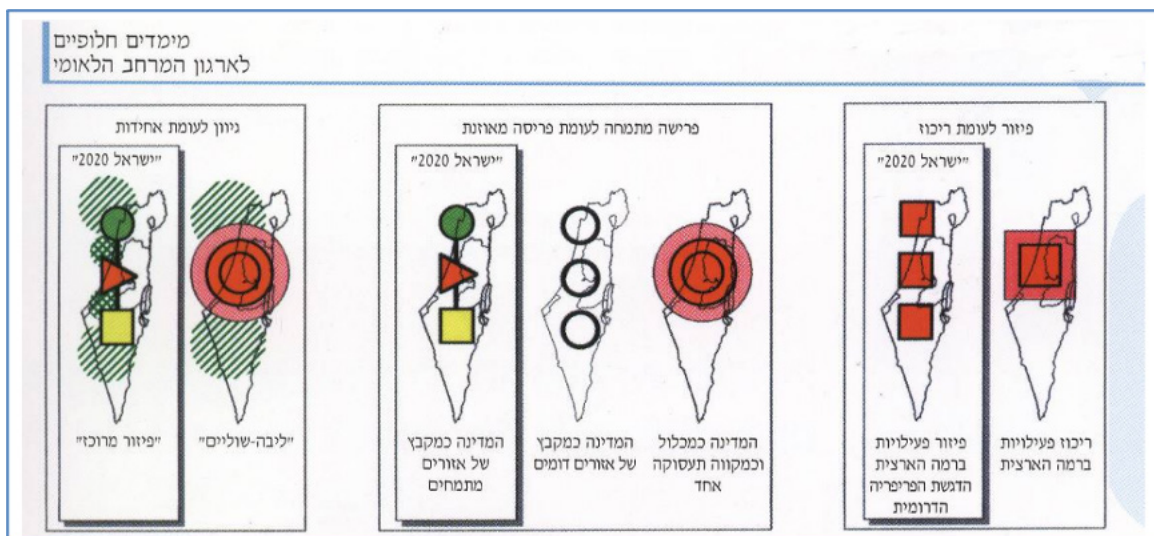 מימדים חלופיים
לארגון המרחב הלאומי
פיזור לעומת ריכוז
"ישראל 2020"
ריכוז פעילויות
ברמה הארצית
פיזור פעילויות
ברמה הארצית
הדגשת הפריפריה
הדרומית
פרישה מתמחה לעומת פריסה מאוזנת
"ישראל 2020"
המדינה כמכלול
וכמקווה תעסוקה
אחד
המדינה כמקבץ
של אזורים דומים
המדינה כמקבץ
של אזורים
מתמחים
גיוון לעומת אחידות
"ישראל 2020"
"ליבה-שוליים"
"פיזור מרוכז"